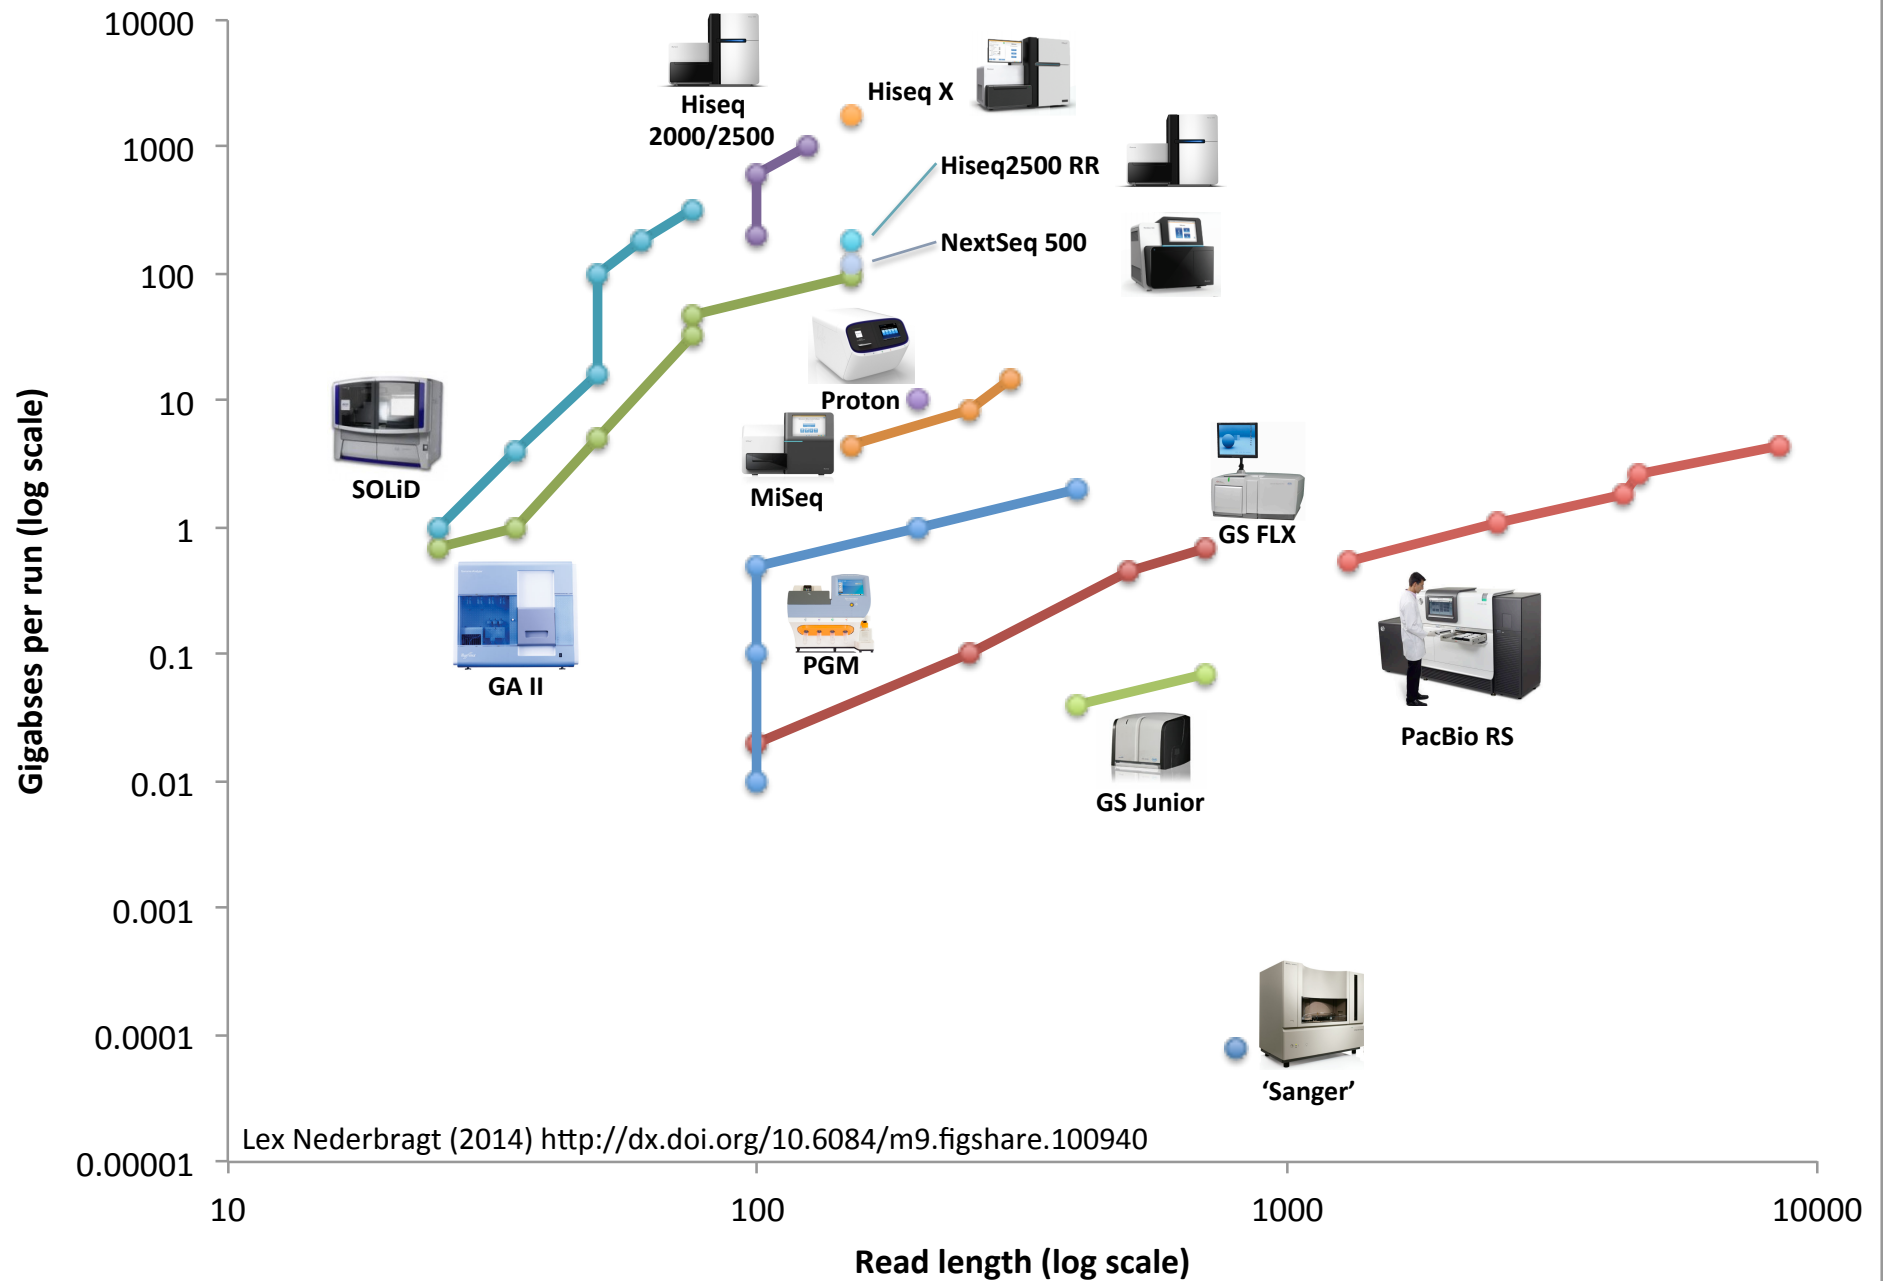 10000
1000
100
10
1
0.1
0.01
0.001
0.0001
0.00001
Gigabses per run (log scale)
Hiseq
2000/2500
Hiseq X
Hiseq2500 RR
NextSeq 500
Proton
SOLiD
MiSeq
GS FLX
GA II
PGM
PacBio RS
GS Junior
‘Sanger’
Lex Nederbragt (2014) http://dx.doi.org/10.6084/m9.figshare.100940
10
100
1000
10000
Read length (log scale)